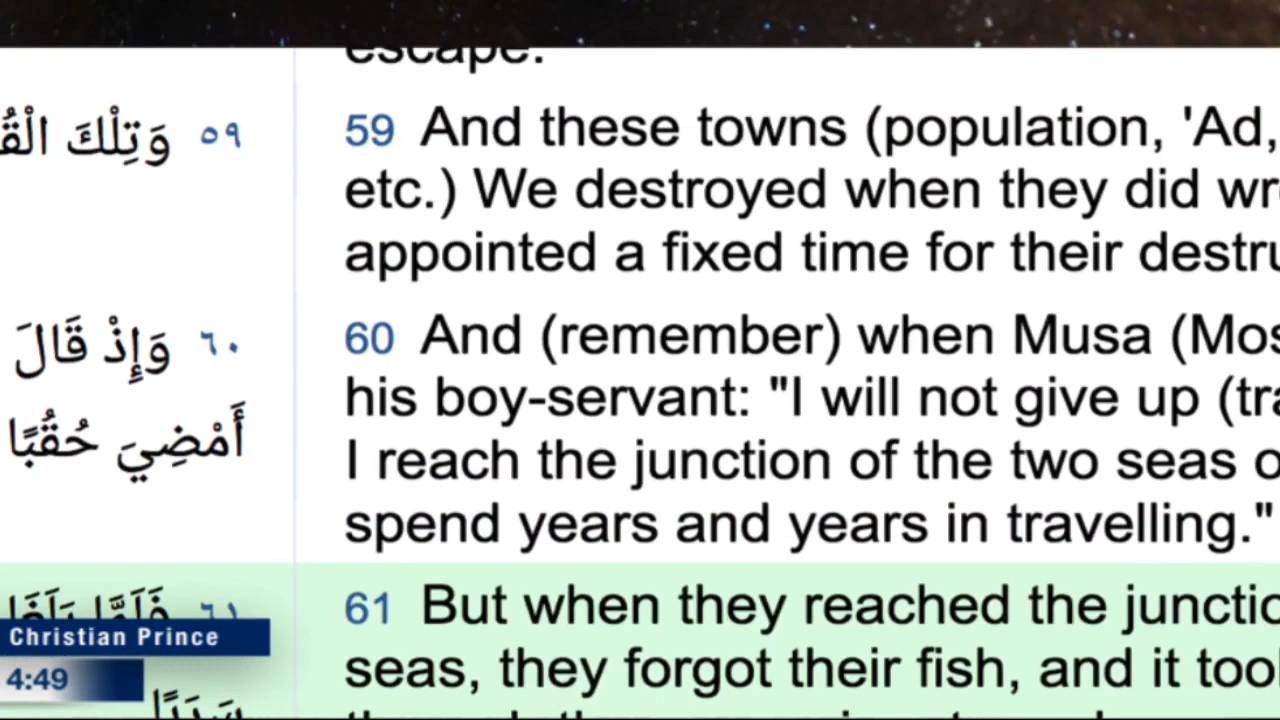 escape.
وَتِلْكَ ٥٩
59 And these towns (population, 'Ad,
etc.) We destroyed when they did
appointed a fixed time for their
وَإِذْ قَالَ ٦٠
أَمْضِيَ حُقُبًا
60 And (remember) when Musa
his boy-servant: "I will not give up
I reach the junction of the two seas
spend years and years in travelling."
٦١
61 But when they reached the
seas, they forgot their fish, and it
Christian Prince
4:49